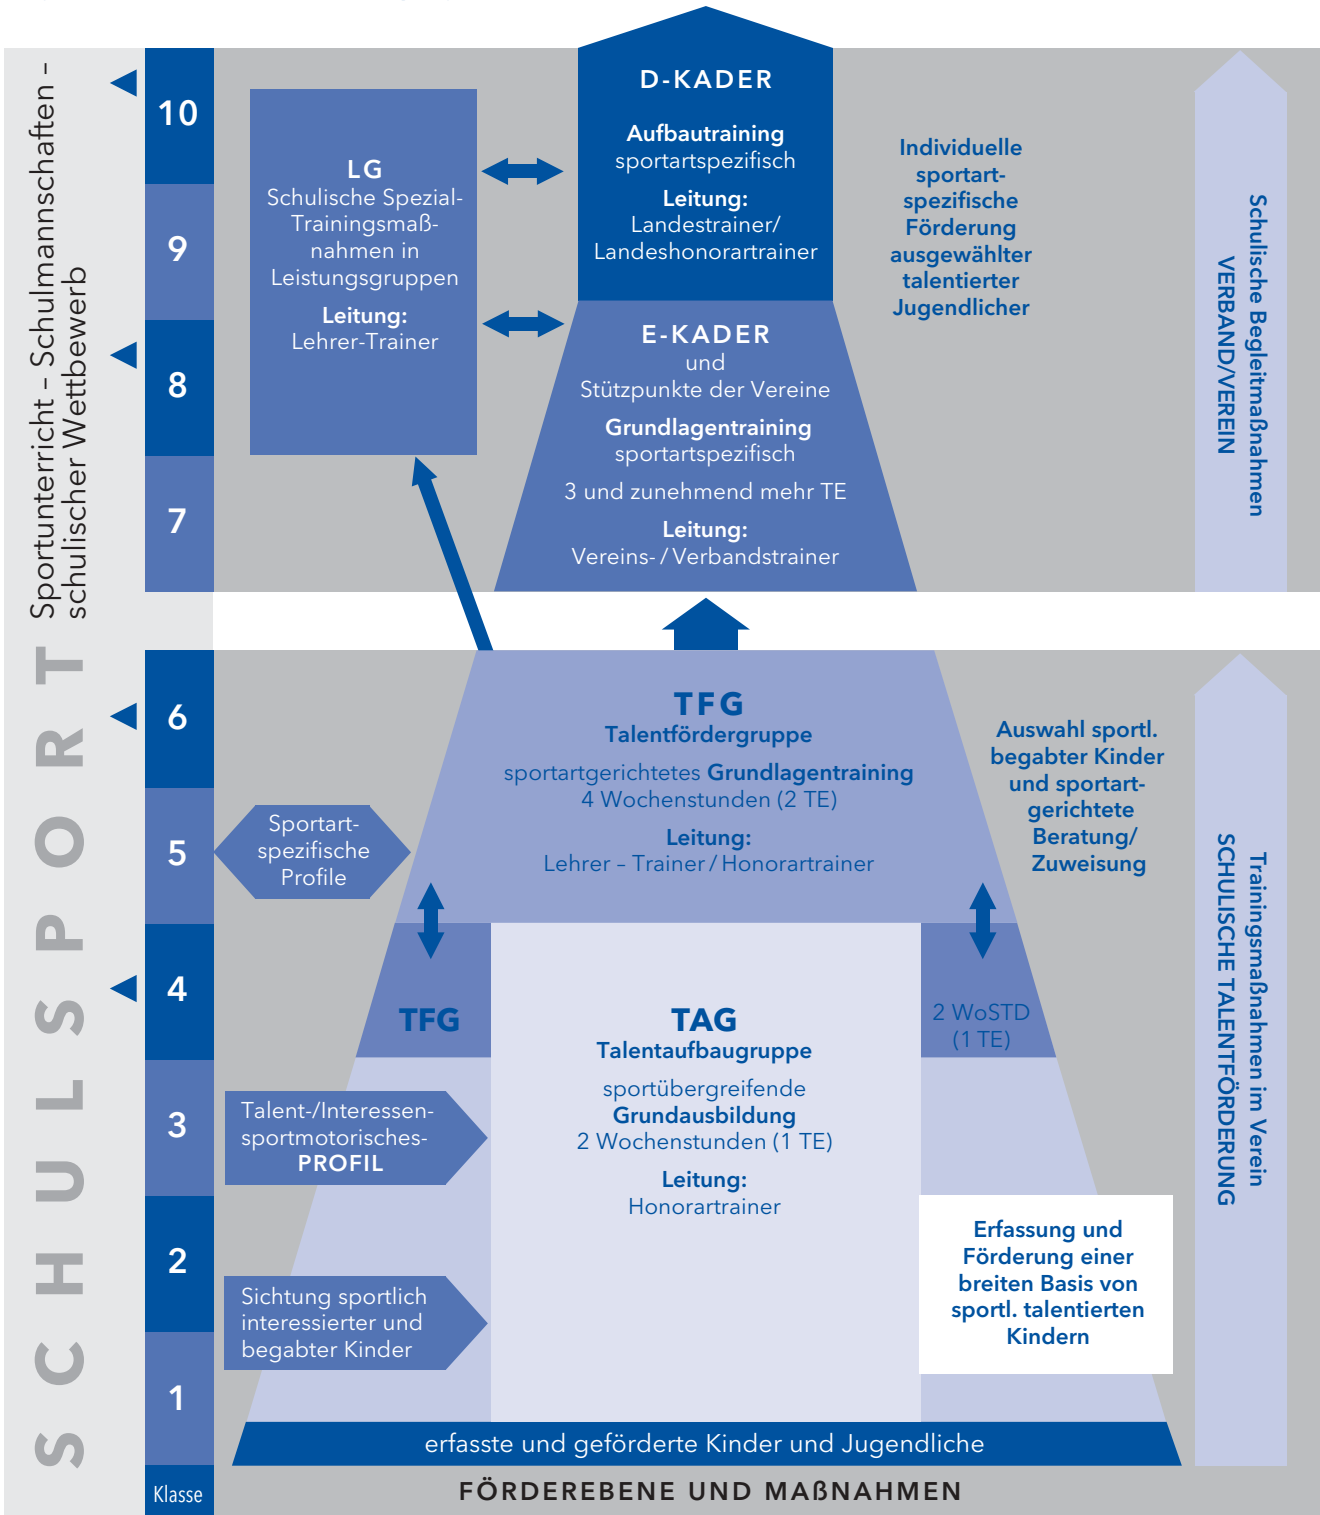 SCHULSPORT
Sportunterricht – Schulmannschaften –
schulischer Wettbewerb
10
9
8
7
6
5
4
3
2
1
Klasse
D-KADER
Aufbautraining
sportartspezifisch
Leitung:
Landestrainer/
Landeshonorartrainer
LG
Schulische Spezial-
Trainingsmaß-
nahmen in
Leistungsgruppen
Leitung:
Lehrer-Trainer
Individuelle
sportart-
spezifische
Förderung
ausgewählter
talentierter
Jugendlicher
Schulische Begleitmaßnahmen
VERBAND/VEREIN
E-KADER
und
Stützpunkte der Vereine
Grundlagentraining
sportartspezifisch
3 und zunehmend mehr TE
Leitung:
Vereins- / Verbandstrainer
TFG
Talentfördergruppe
sportartgerichtetes Grundlagentraining
4 Wochenstunden (2 TE)
Leitung:
Lehrer – Trainer / Honorartrainer
Auswahl sportl.
begabter Kinder
und sportart-
gerichtete
Beratung/
Zuweisung
Sportart-
spezifische
Profile
Trainingsmaßnahmen im Verein
SCHULISCHE TALENTFÖRDERUNG
TFG
TAG
Talentaufbaugruppe
sportübergreifende
Grundausbildung
2 Wochenstunden (1 TE)
Leitung:
Honorartrainer
2 WoSTD
(1 TE)
Talent-/Interessen-
sportmotorisches-
PROFIL
Sichtung sportlich
interessierter und
begabter Kinder
Erfassung und
Förderung einer
breiten Basis von
sportl. talentierten
Kindern
erfasste und geförderte Kinder und Jugendliche
FÖRDEREBENE UND MAßNAHMEN